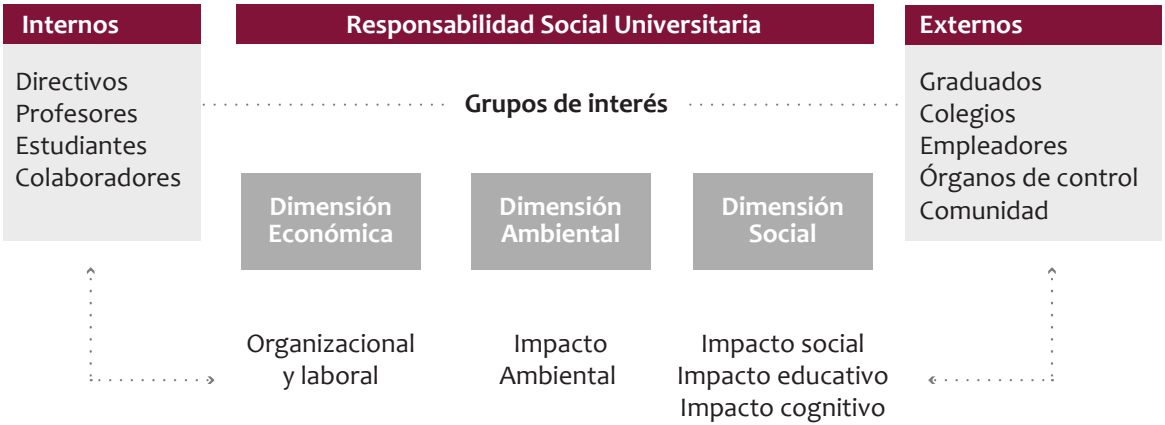 Internos
Directivos
Profesores
Estudiantes
Colaboradores
Responsabilidad Social Universitaria
Grupos de interés
Externos
Graduados
Colegios
Empleadores
Órganos de control
Comunidad
Dimensión
Económica
Dimensión
Ambiental
Dimensión
Social
Organizacional
y laboral
Impacto
Ambiental
Impacto social
Impacto educativo
Impacto cognitivo